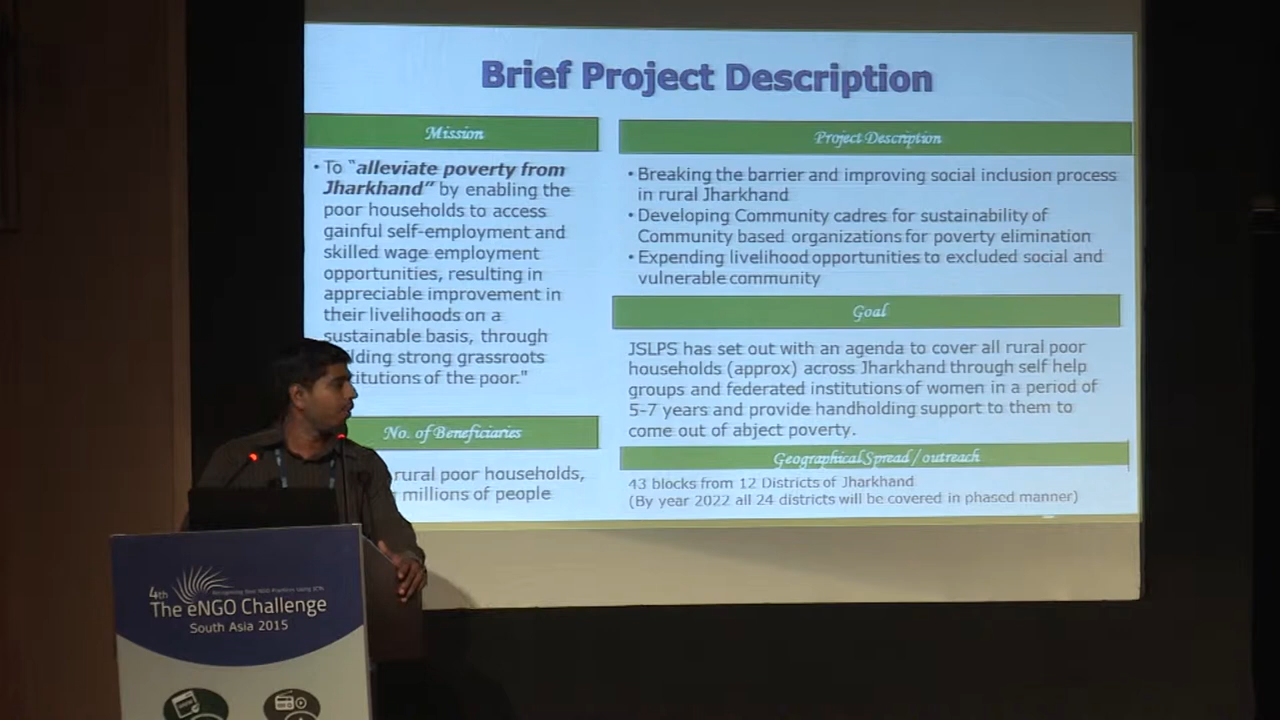 Brief Project Description
Mission
• To “alleviate poverty from
Jharkhand” by enabling the
poor households to access
gainful self-employment and
skilled wage employment
opportunities, resulting in
appreciable improvement in
their livelihoods on a
sustainable basis, through
lding strong grassroots
titutions of the poor.”
No. of Beneficiaries
rural poor households,
millions of people
Project Description
• Breaking the barrier and improving social inclusion process
in rural Jharkhand
• Developing Community cadres for sustainability of
Community based organizations for poverty elimination
• Expending livelihood opportunities to excluded social and
vulnerable community
Goal
JSLPS has set out with an agenda to cover all rural poor
households (approx) across Jharkhand through self help
groups and federated institutions of women in a period of
5-7 years and provide handholding support to them to
come out of abject poverty.
Geographical Spread / outreach
43 blocks from 12 Districts of Jharkhand
(By year 2022 all 24 districts will be covered in phased manner)
4th
Recognising Best NGO Practices Using ICTs
The eNGO Challenge
South Asia 2015